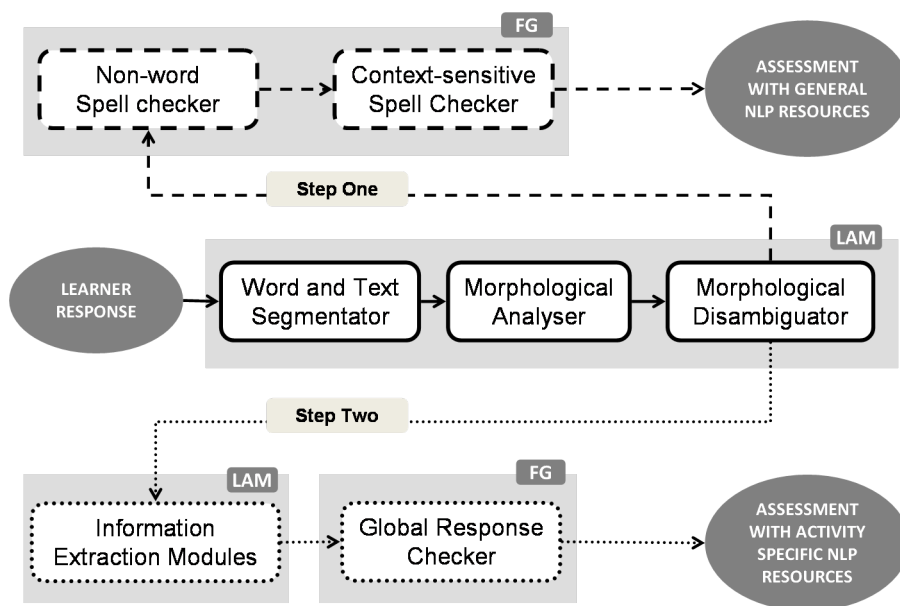 FG
Non-word
Spell checker
Context-sensitive
Spell Checker
ASSESSMENT
WITH GENERAL
NLP RESOURCES
Step One
LAM
LEARNER
RESPONSE
Word and Text
Segmentator
Morphological
Analyser
Morphological
Disambiguator
Step Two
LAM
FG
Information
Extraction Modules
Global Response
Checker
ASSESSMENT
WITH ACTIVITY
SPECIFIC NLP
RESOURCES